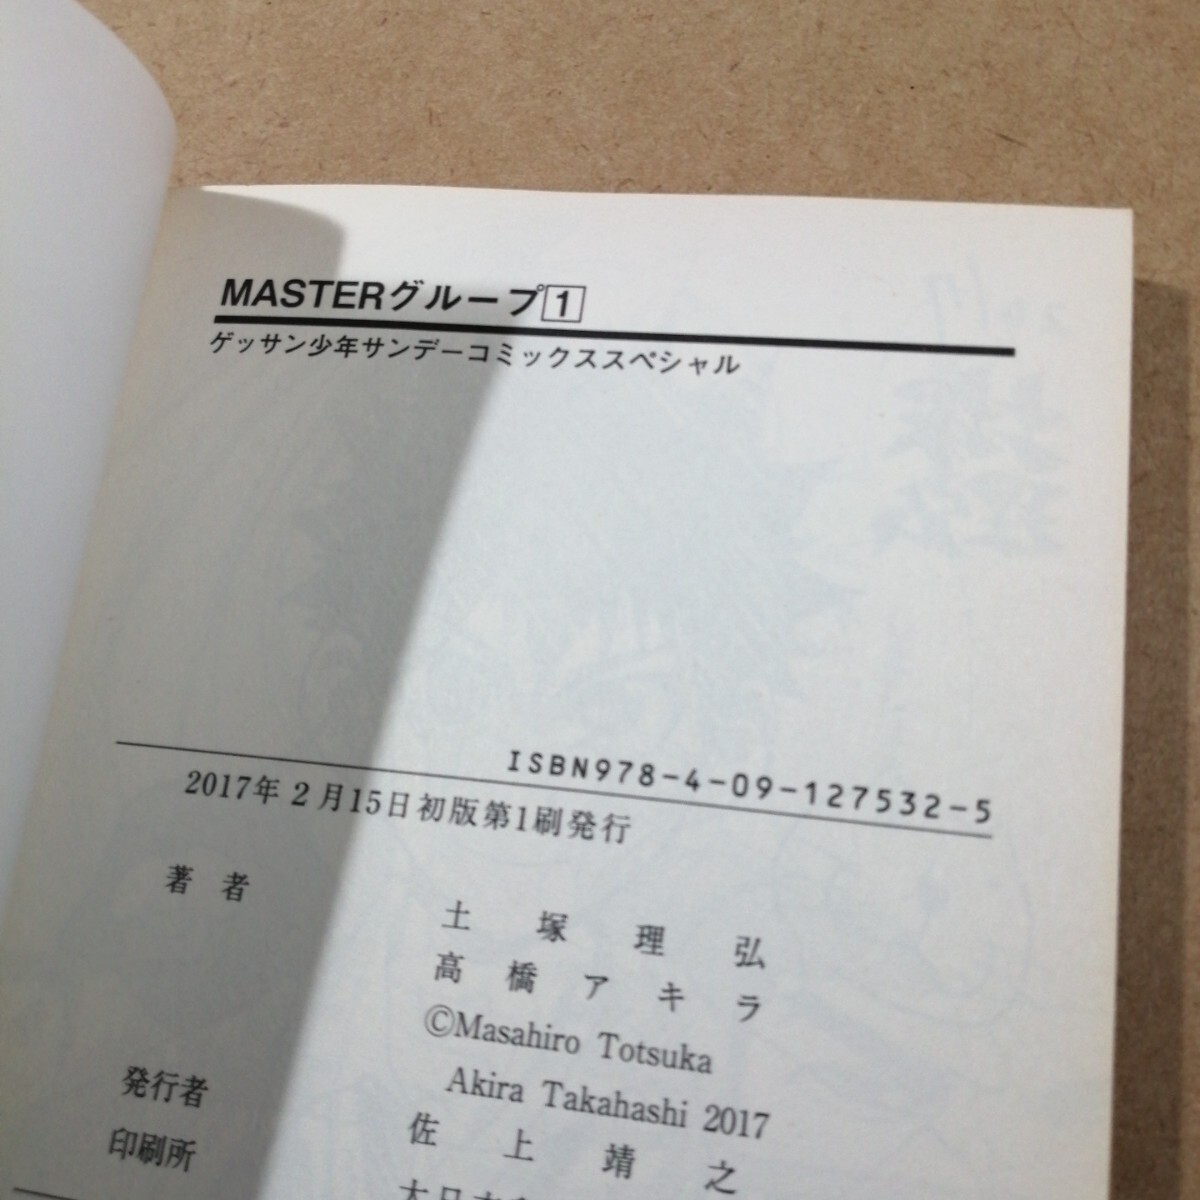 MASTERグループ1
ゲッサン少年サンデーコミックススペシャル
ISBN978-4-09-127532-5
2017年2月15日初版第1刷発行
著者
土塚理弘
高橋アキラ
©Masahiro Totsuka
Akira Takahashi 2017
発行者
佐上靖之
印刷所